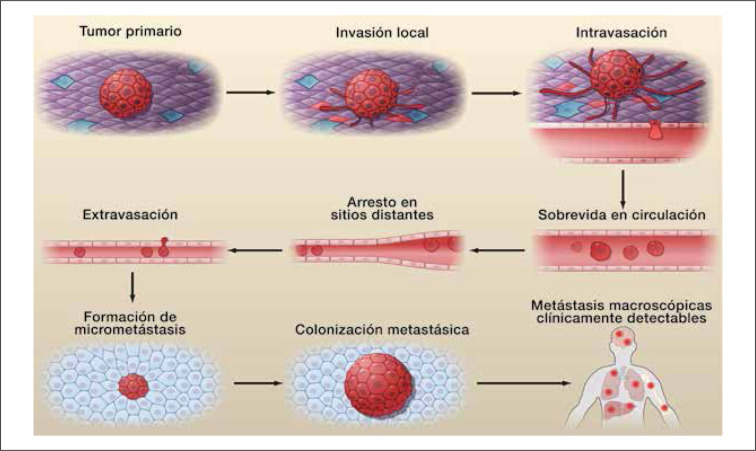 Tumor primario
Invasión local
Intravasación
Extravasación
Arresto en
sitios distantes
Sobrevida en circulación
Formación de
micrometástasis
Colonización metastásica
Metástasis macroscópicas
clínicamente detectables